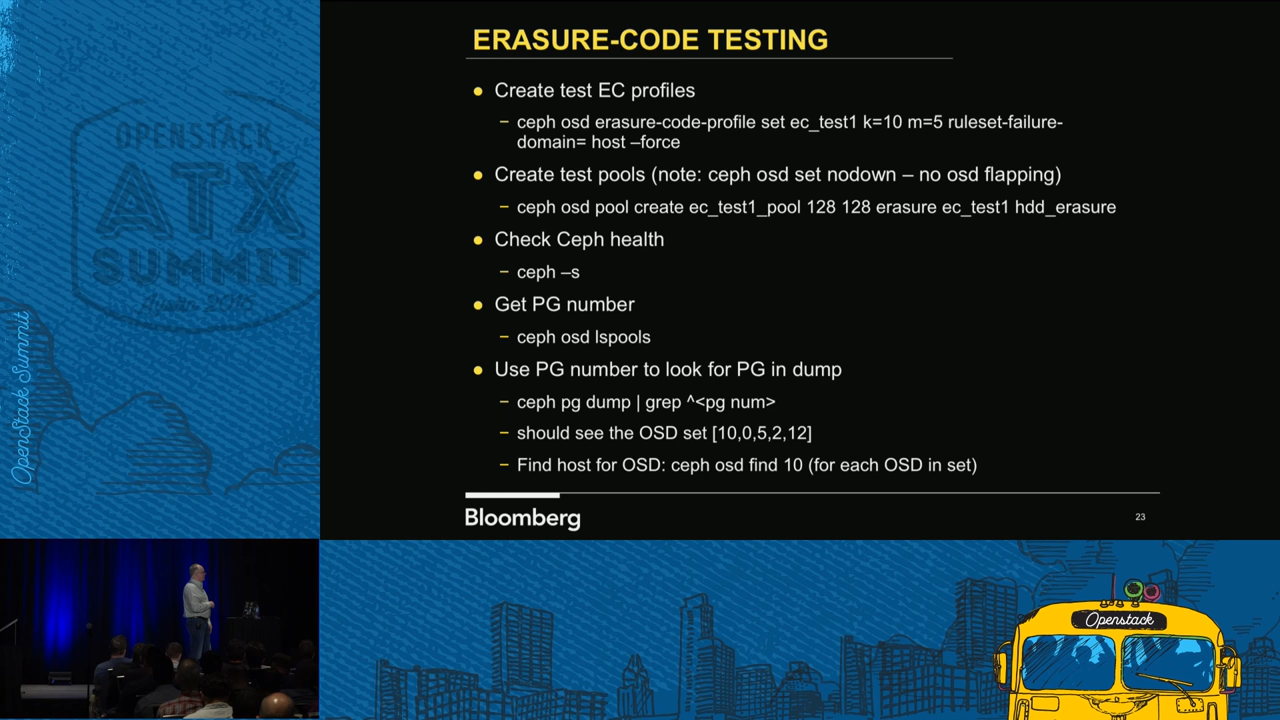 ERASURE-CODE TESTING
● Create test EC profiles
– ceph osd erasure-code-profile set ec_test1 k=10 m=5 ruleset-failure-
domain= host –force
● Create test pools (note: ceph osd set nodown – no osd flapping)
– ceph osd pool create ec_test1_pool 128 128 erasure ec_test1 hdd_erasure
● Check Ceph health
– ceph –s
● Get PG number
– ceph osd lspools
● Use PG number to look for PG in dump
– ceph pg dump | grep ^<pg num>
– should see the OSD set [10,0,5,2,12]
– Find host for OSD: ceph osd find 10 (for each OSD in set)
Bloomberg
23
OPENSTACK
ATX
SUMMIT
Austin 2016
OpenStack Summit
Openstack